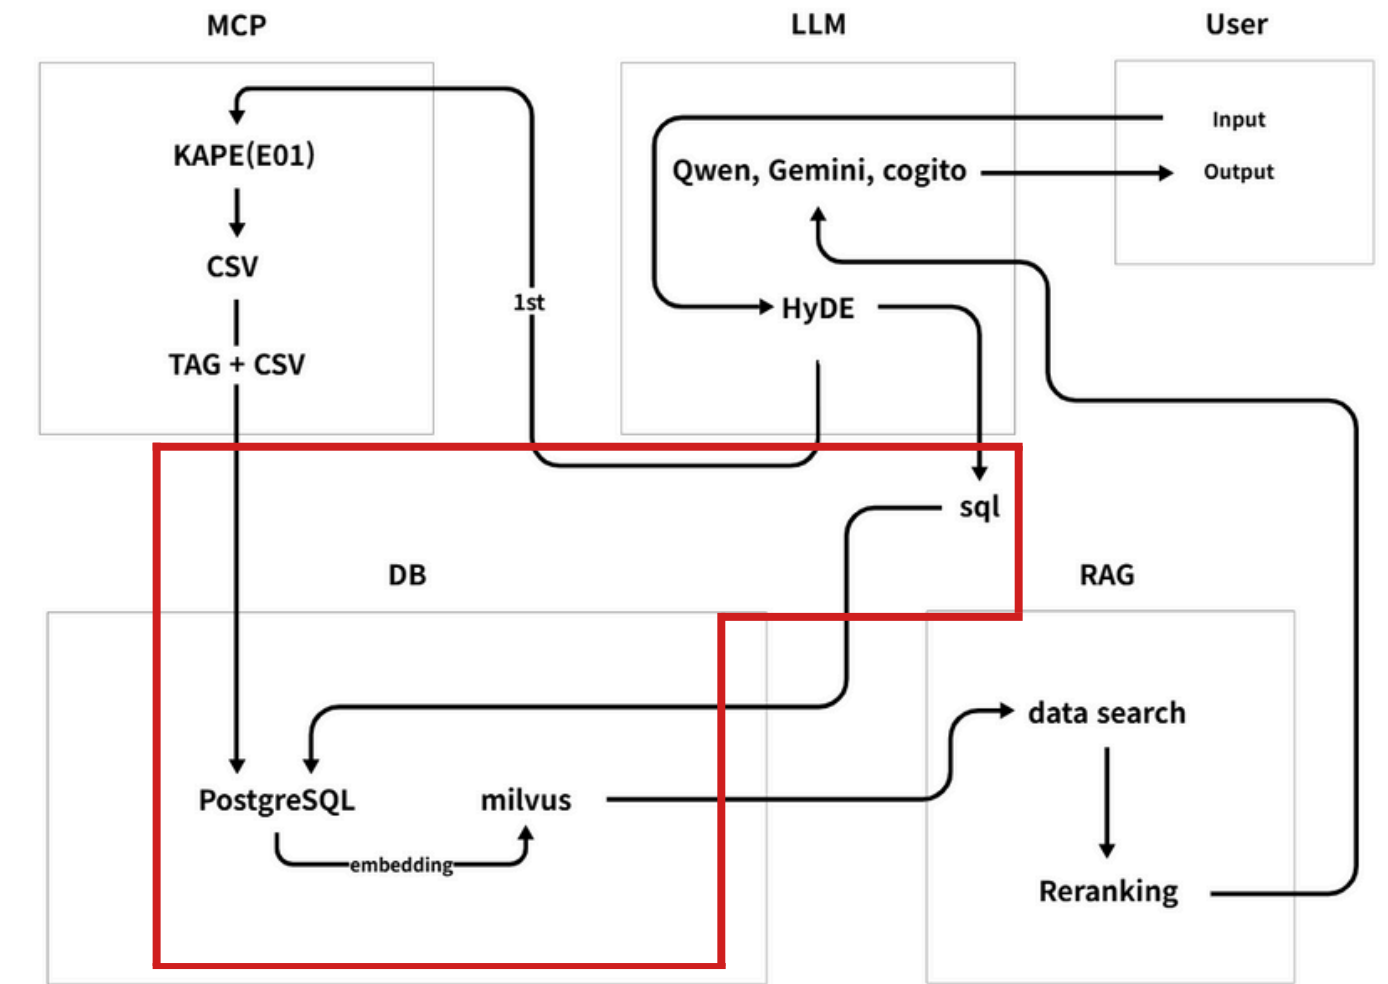 MCP
LLM
User
KAPE(E01)
CSV
TAG + CSV
1st
Input
Qwen, Gemini, cogito
Output
HyDE
sql
DB
RAG
PostgreSQL
milvus
embedding
data search
Reranking